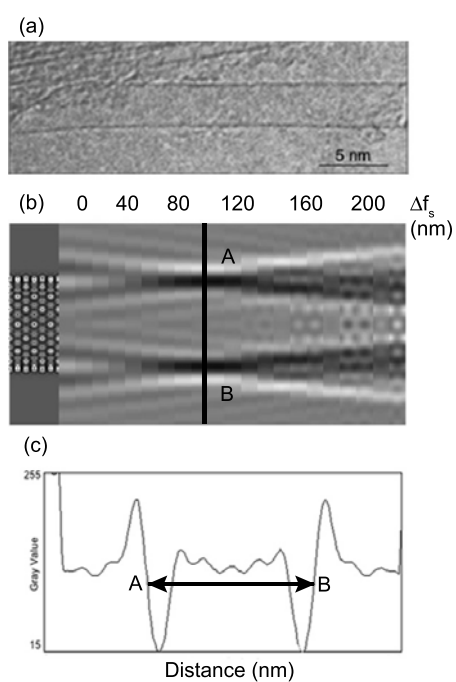 (a)
5 nm
(b) 0 40 80 120 160 200 Δfₛ
(nm)
A
B
(c)
255
Gray Value
A B
15
Distance (nm)